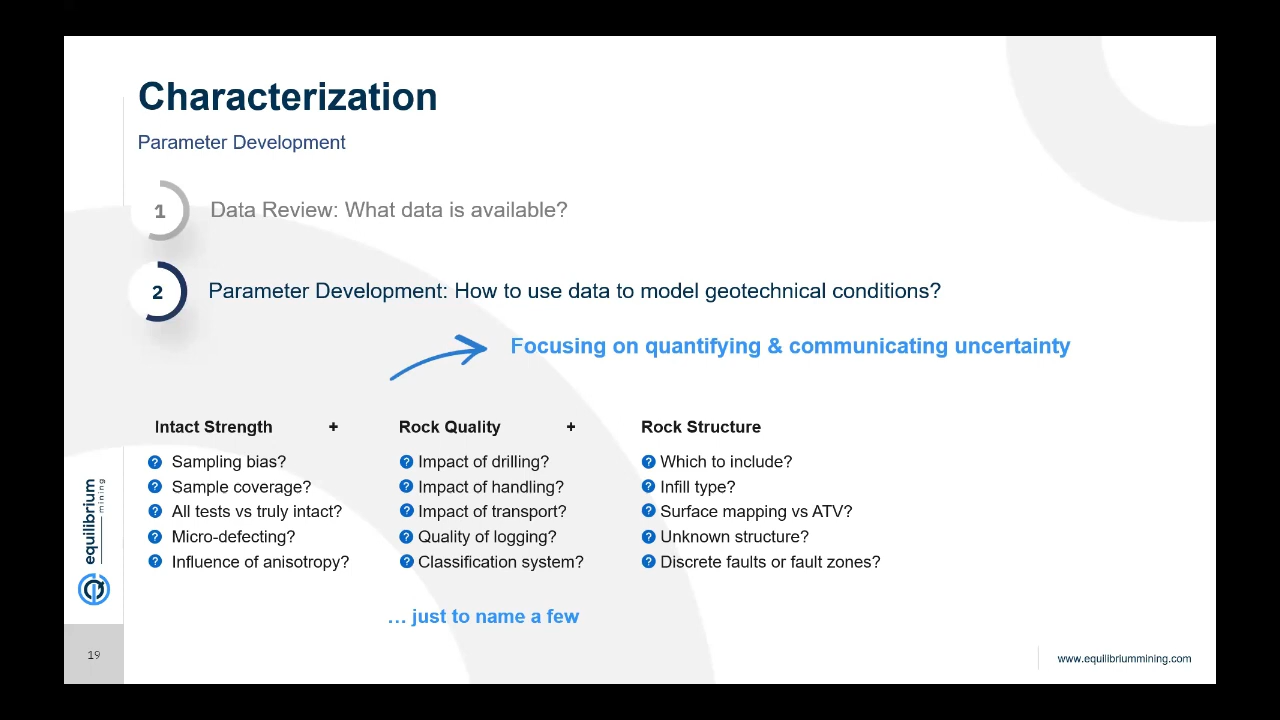 Characterization
Parameter Development
1
Data Review: What data is available?
2
Parameter Development: How to use data to model geotechnical conditions?
Focusing on quantifying & communicating uncertainty
Intact Strength + Rock Quality + Rock Structure
? Sampling bias? ? Impact of drilling? ? Which to include?
? Sample coverage? ? Impact of handling? ? Infill type?
? All tests vs truly intact? ? Impact of transport? ? Surface mapping vs ATV?
? Micro-defecting? ? Quality of logging? ? Unknown structure?
? Influence of anisotropy? ? Classification system? ? Discrete faults or fault zones?
… just to name a few
equilibrium
mining
19
www.equilibriummining.com